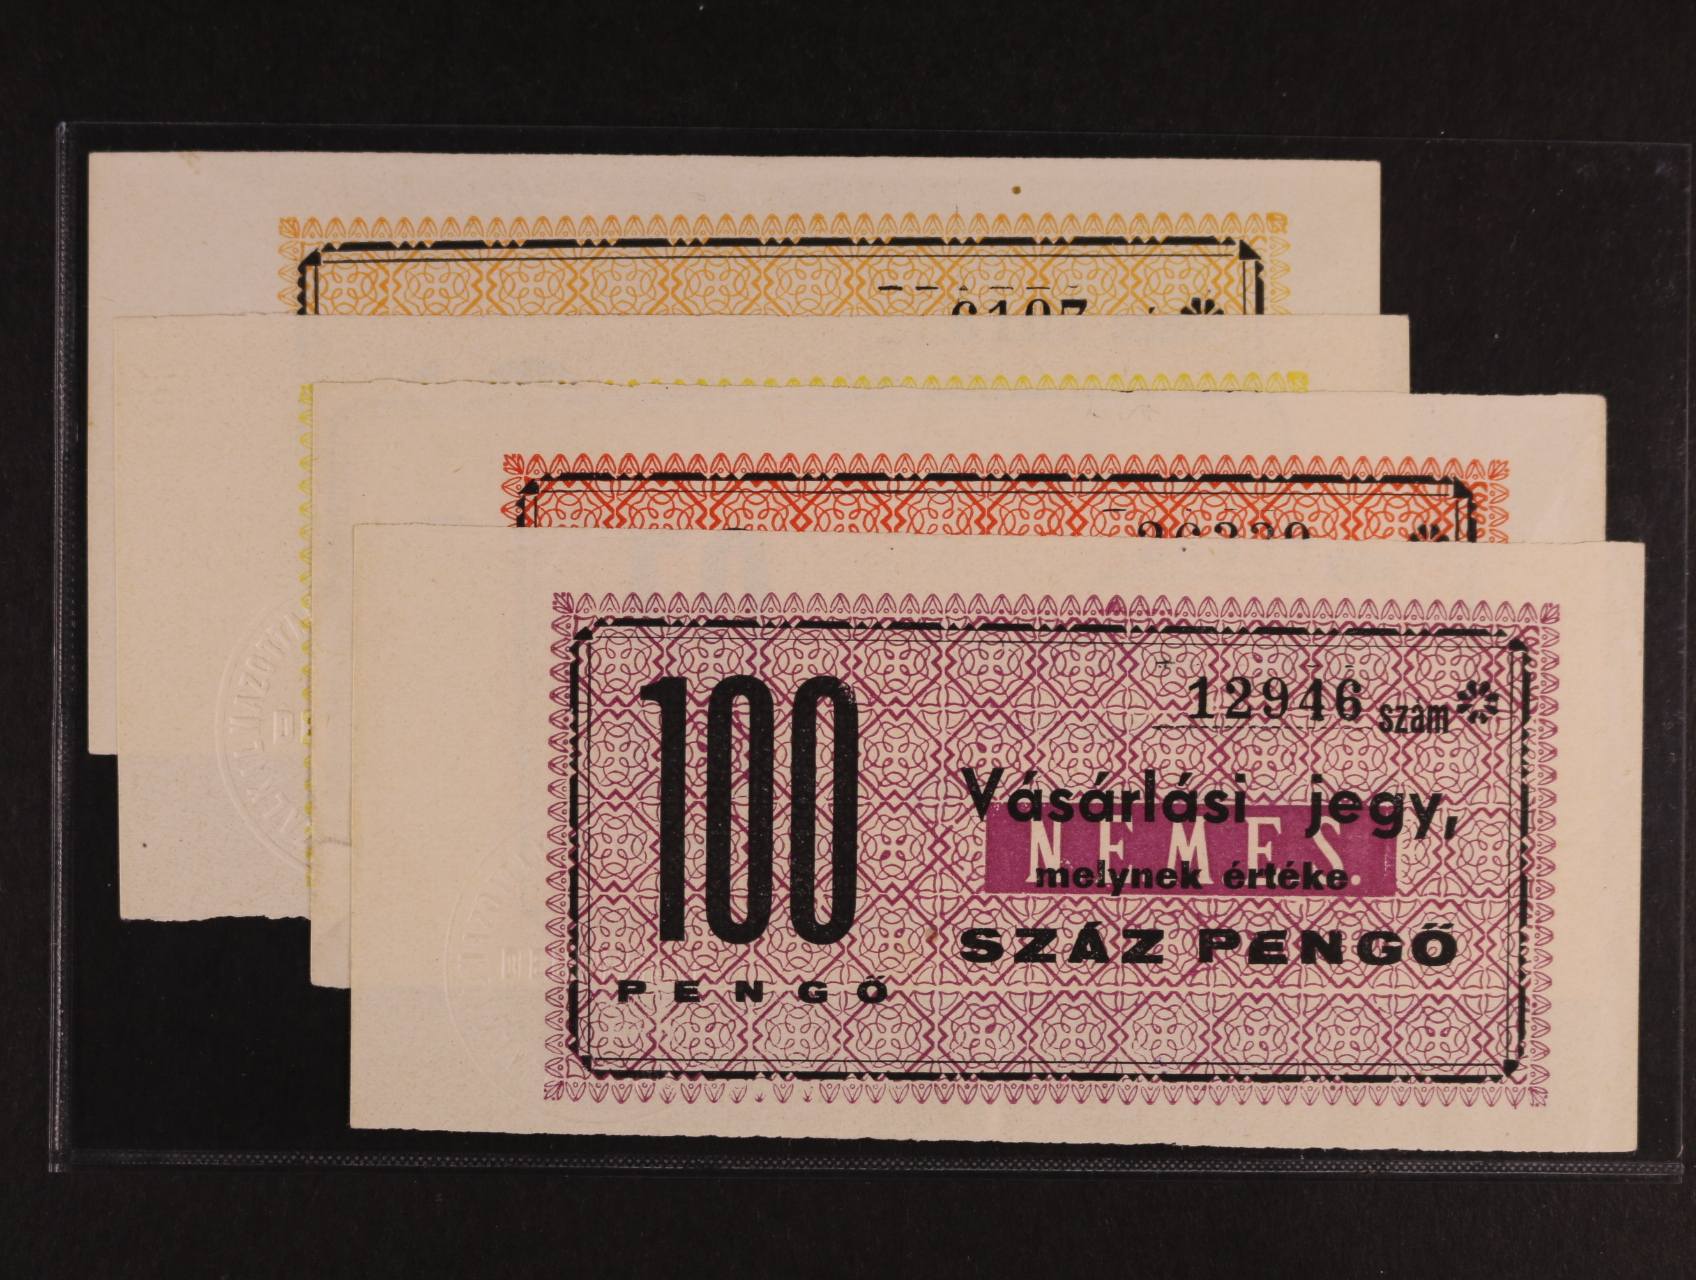 12946 szám
Vásárlási jegy,
NEMES.
melynek értéke
SZÁZ PENGŐ
100
PENGŐ